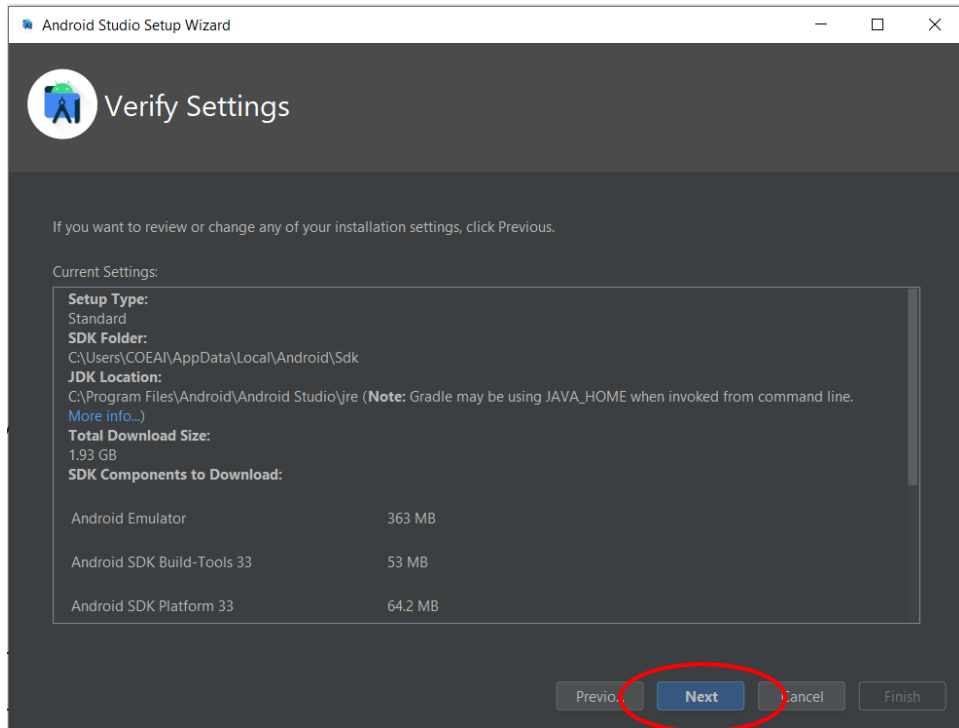 Android Studio Setup Wizard
Verify Settings
If you want to review or change any of your installation settings, click Previous.
Current Settings:
Setup Type:
Standard
SDK Folder:
C:\Users\COEAI\AppData\Local\Android\Sdk
JDK Location:
C:\Program Files\Android\Android Studio\jre (Note: Gradle may be using JAVA_HOME when invoked from command line.
More info...)
Total Download Size:
1.93 GB
SDK Components to Download:
Android Emulator 363 MB
Android SDK Build-Tools 33 53 MB
Android SDK Platform 33 64.2 MB
Previo... Next Cancel Finish